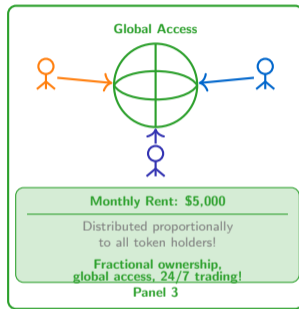 Global Access
Monthly Rent: $5,000
Distributed proportionally
to all token holders!
Fractional ownership,
global access, 24/7 trading!
Panel 3